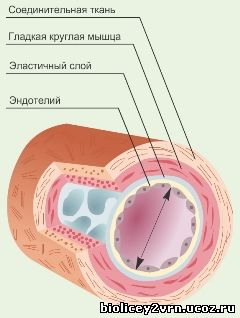 Соединительная ткань
Гладкая круглая мышца
Эластичный слой
Эндотелий
biolicey2vrn.ucoz.ru